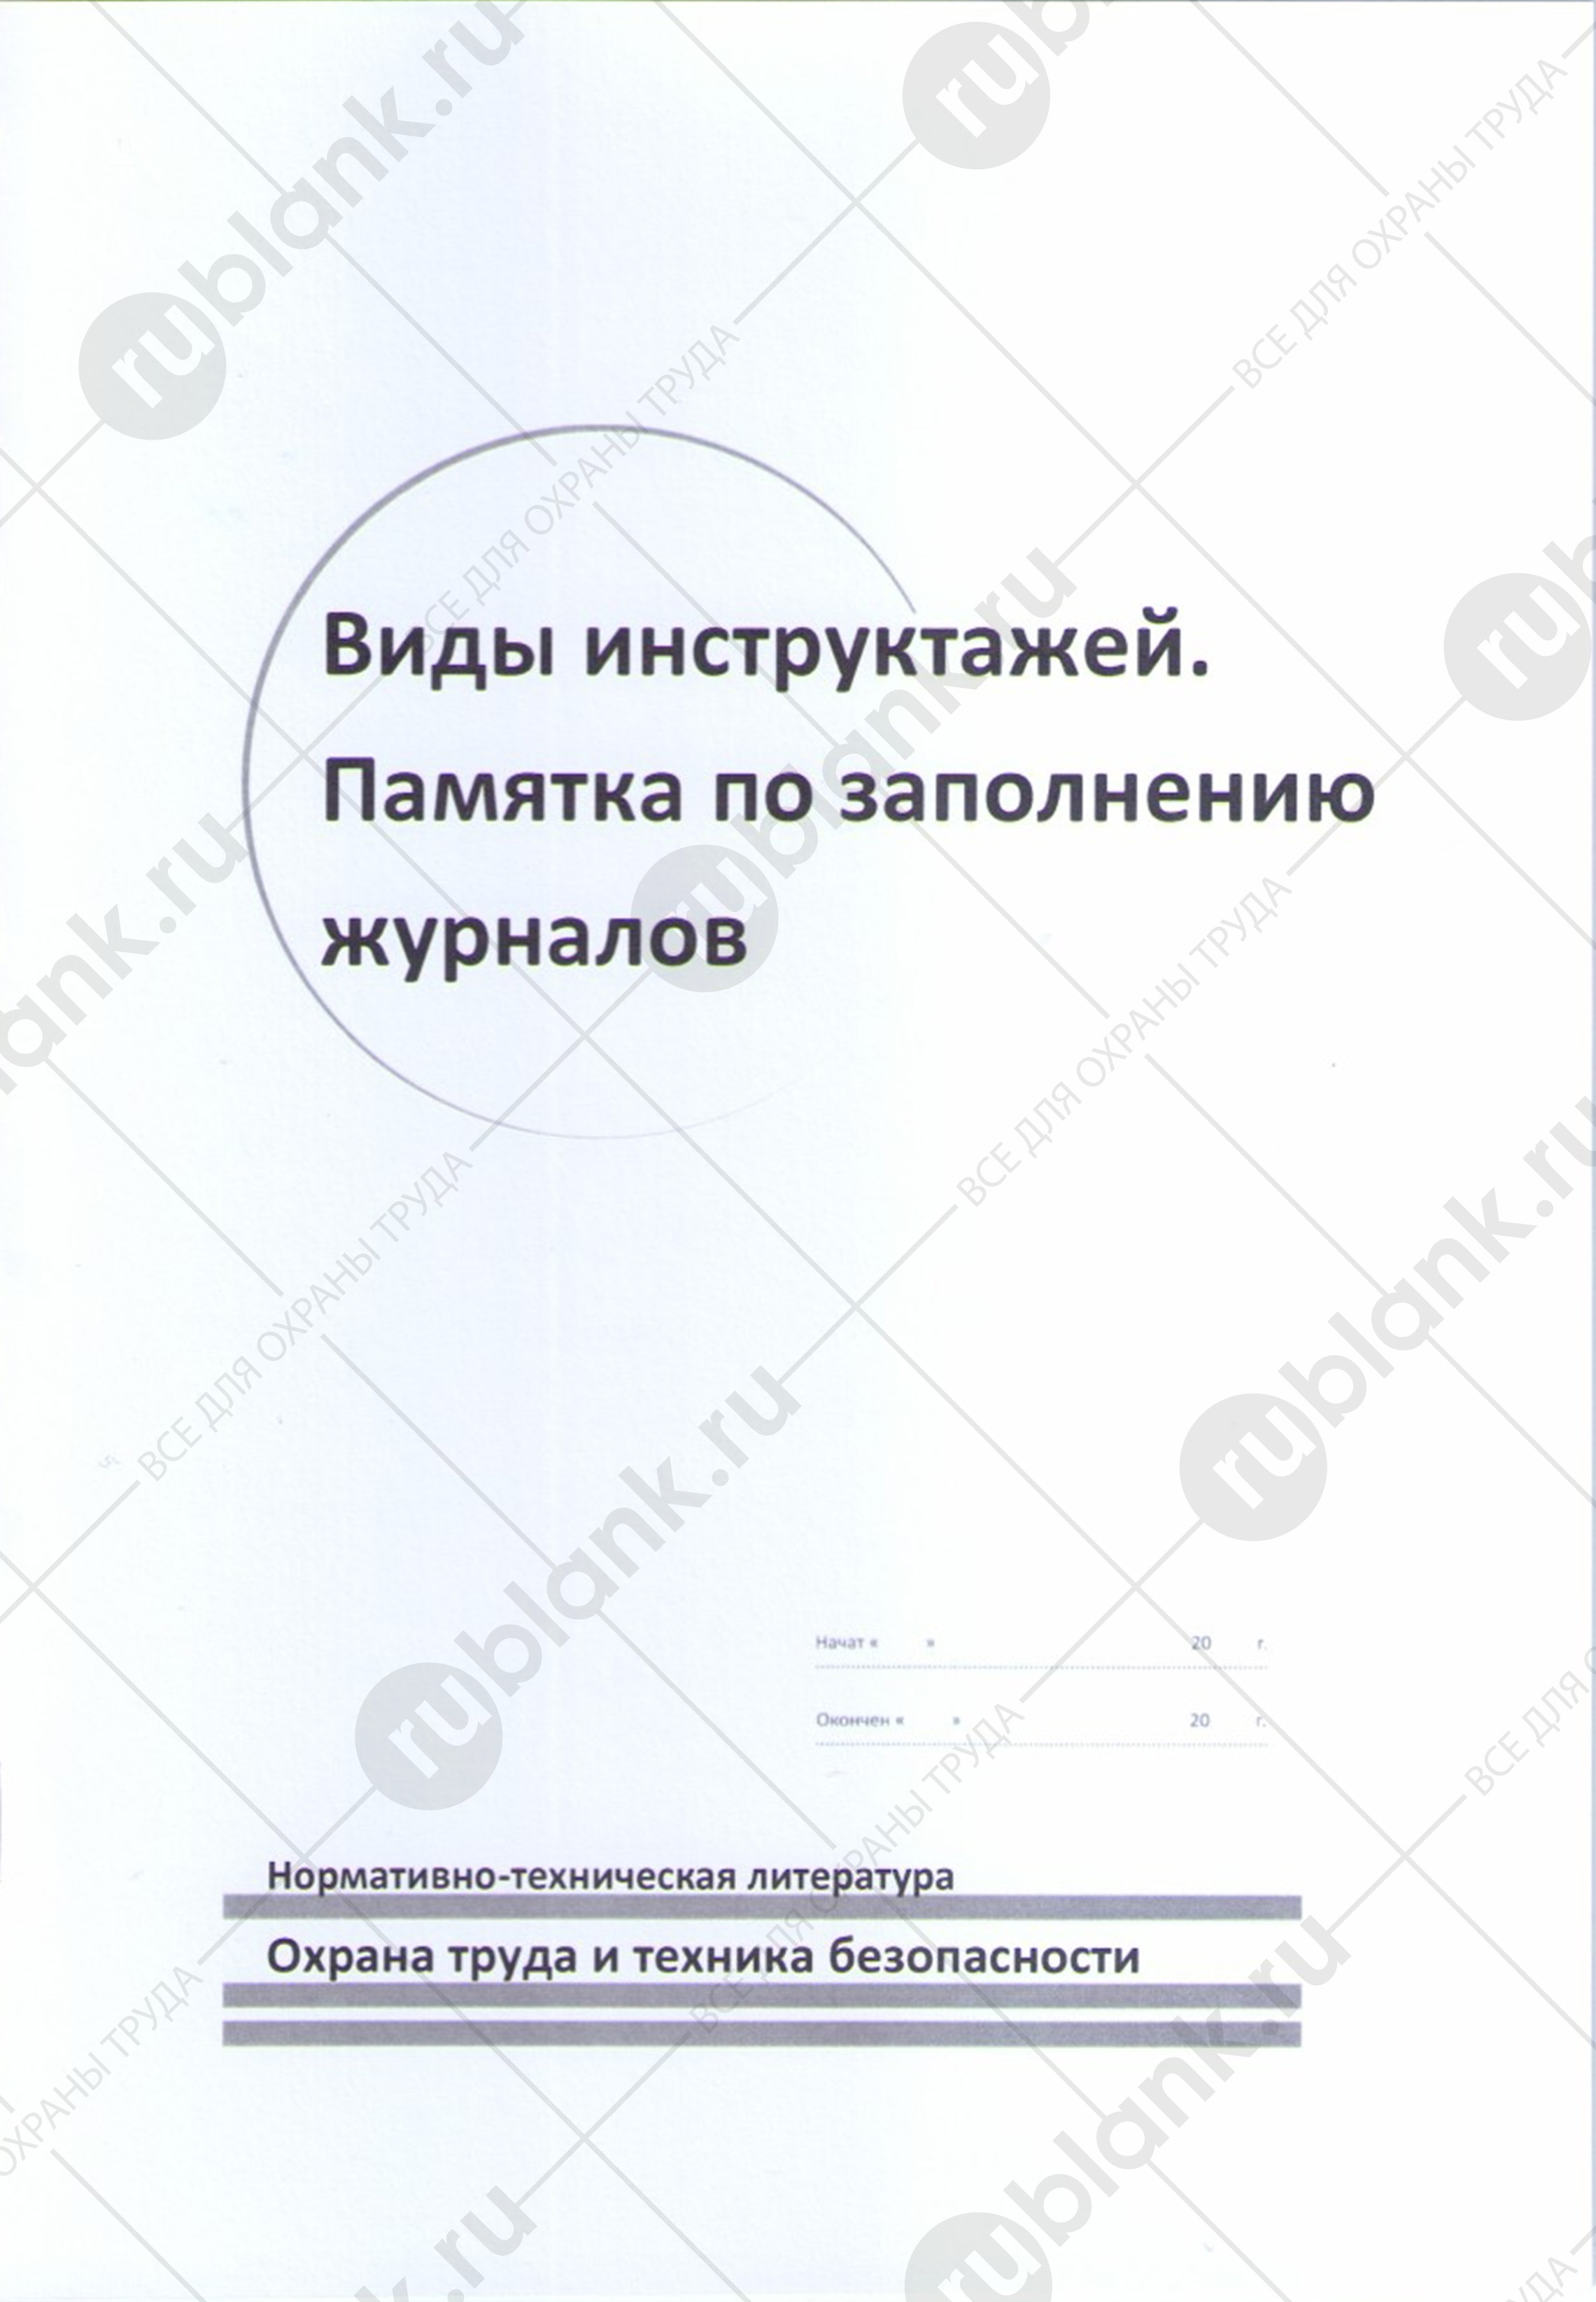 Виды инструктажей.
Памятка по заполнению
журналов
Начат « » 20 г.
Окончен « » 20 г.
Нормативно-техническая литература
Охрана труда и техника безопасности
rublank.ru
ВСЕ ДЛЯ ОХРАНЫ ТРУДА